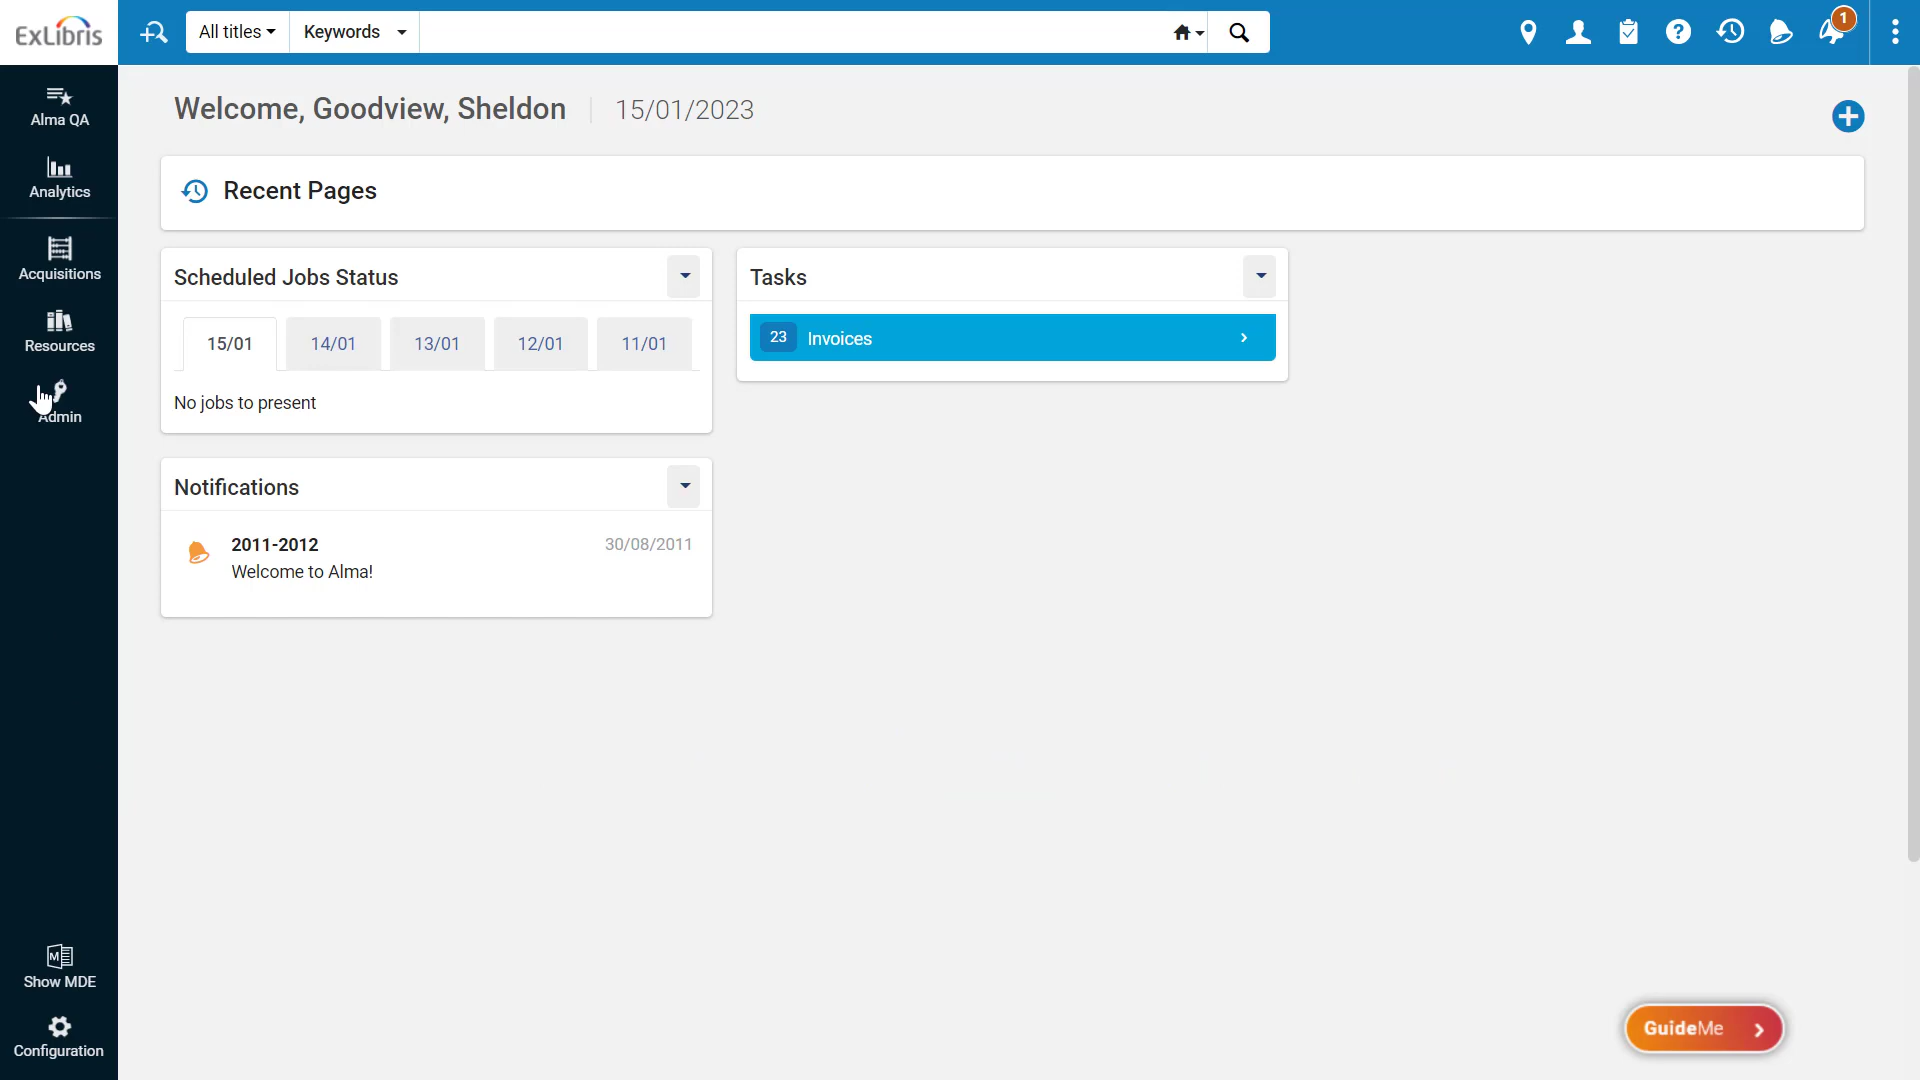 ExLibris
All titles
Keywords
1
Alma QA
Analytics
Acquisitions
Resources
Admin
Show MDE
Configuration
Welcome, Goodview, Sheldon
15/01/2023
Recent Pages
Scheduled Jobs Status
15/01
14/01
13/01
12/01
11/01
No jobs to present
Tasks
23 Invoices
Notifications
2011-2012
30/08/2011
Welcome to Alma!
GuideMe